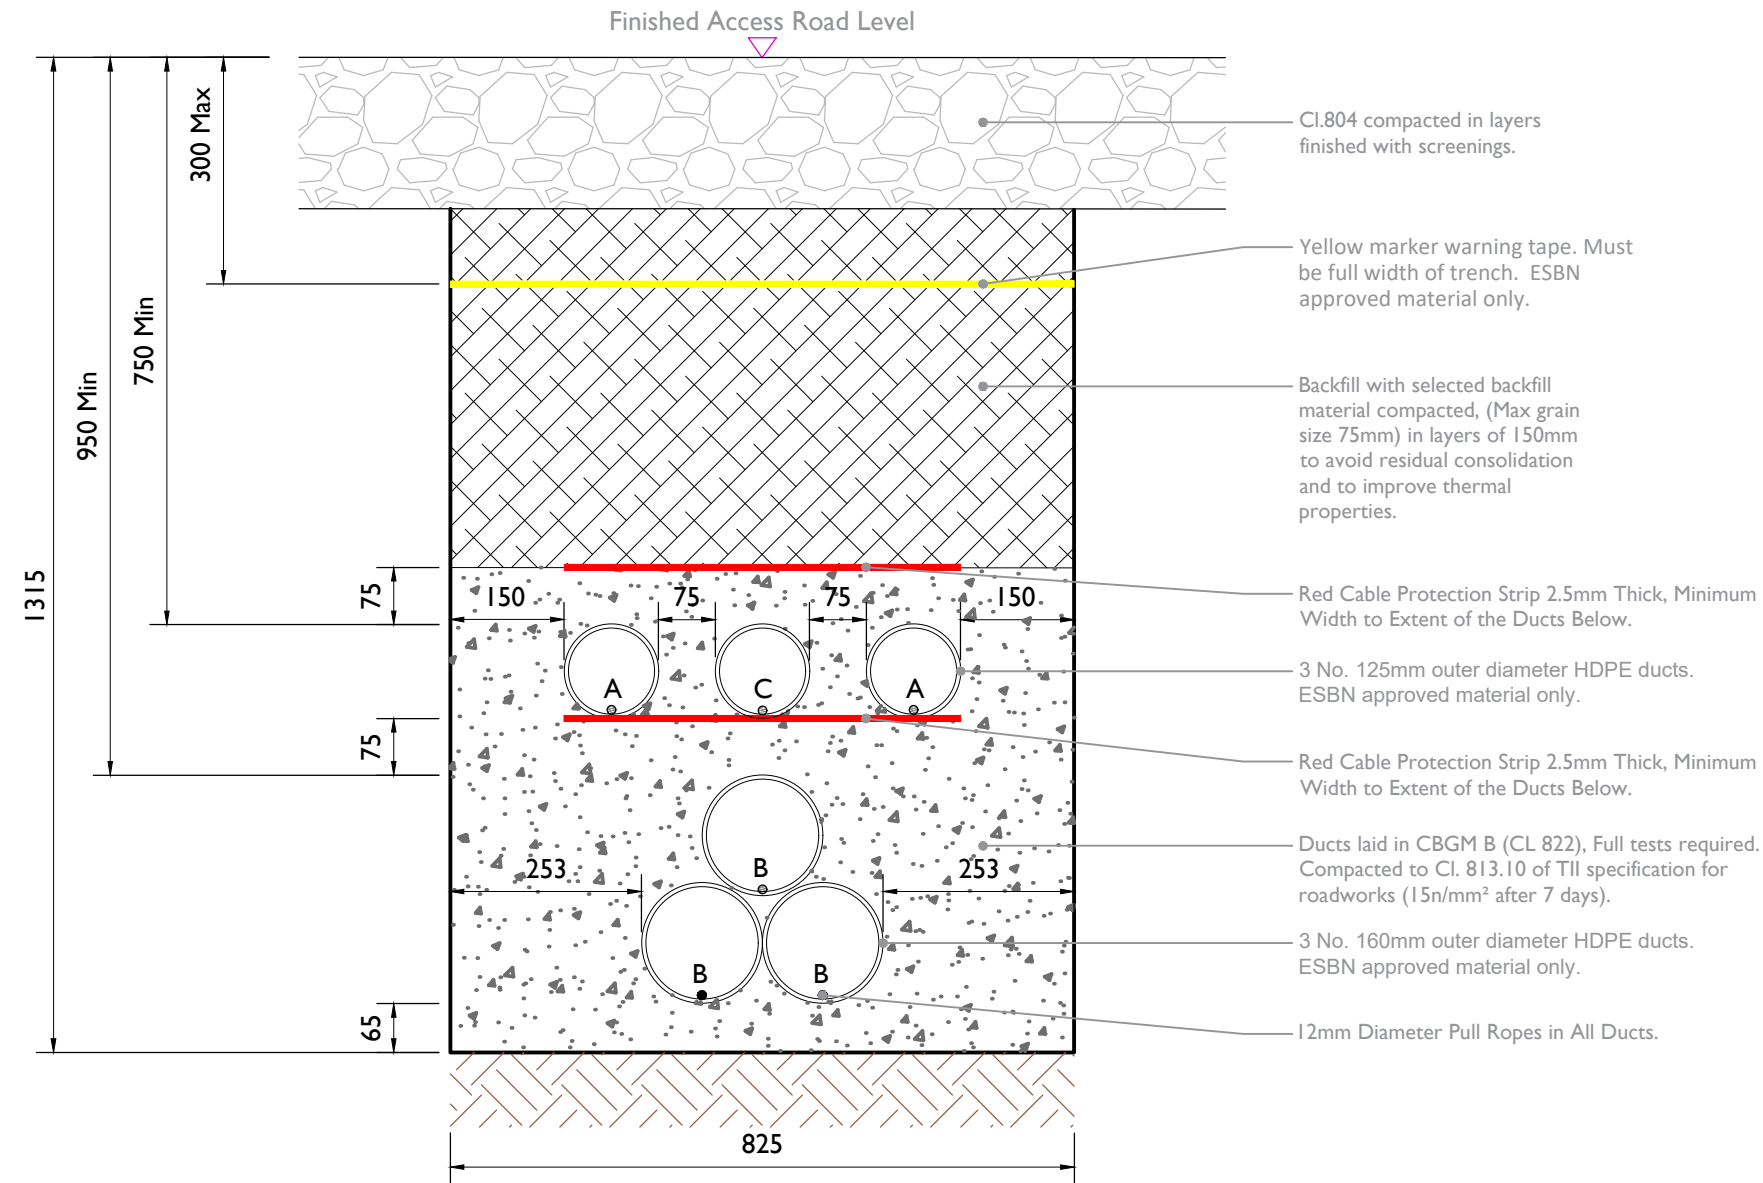 Finished Access Road Level
300 Max
750 Min
950 Min
1315
Cl.804 compacted in layers
finished with screenings.
Yellow marker warning tape. Must
be full width of trench. ESBN
approved material only.
Backfill with selected backfill
material compacted, (Max grain
size 75mm) in layers of 150mm
to avoid residual consolidation
and to improve thermal
properties.
75
150
75
75
150
Red Cable Protection Strip 2.5mm Thick, Minimum
Width to Extent of the Ducts Below.
A
C
A
3 No. 125mm outer diameter HDPE ducts.
ESBN approved material only.
75
Red Cable Protection Strip 2.5mm Thick, Minimum
Width to Extent of the Ducts Below.
253
B
253
Ducts laid in CBGM B (CL 822), Full tests required.
Compacted to Cl. 813.10 of TII specification for
roadworks (15n/mm² after 7 days).
B
B
3 No. 160mm outer diameter HDPE ducts.
ESBN approved material only.
65
12mm Diameter Pull Ropes in All Ducts.
825